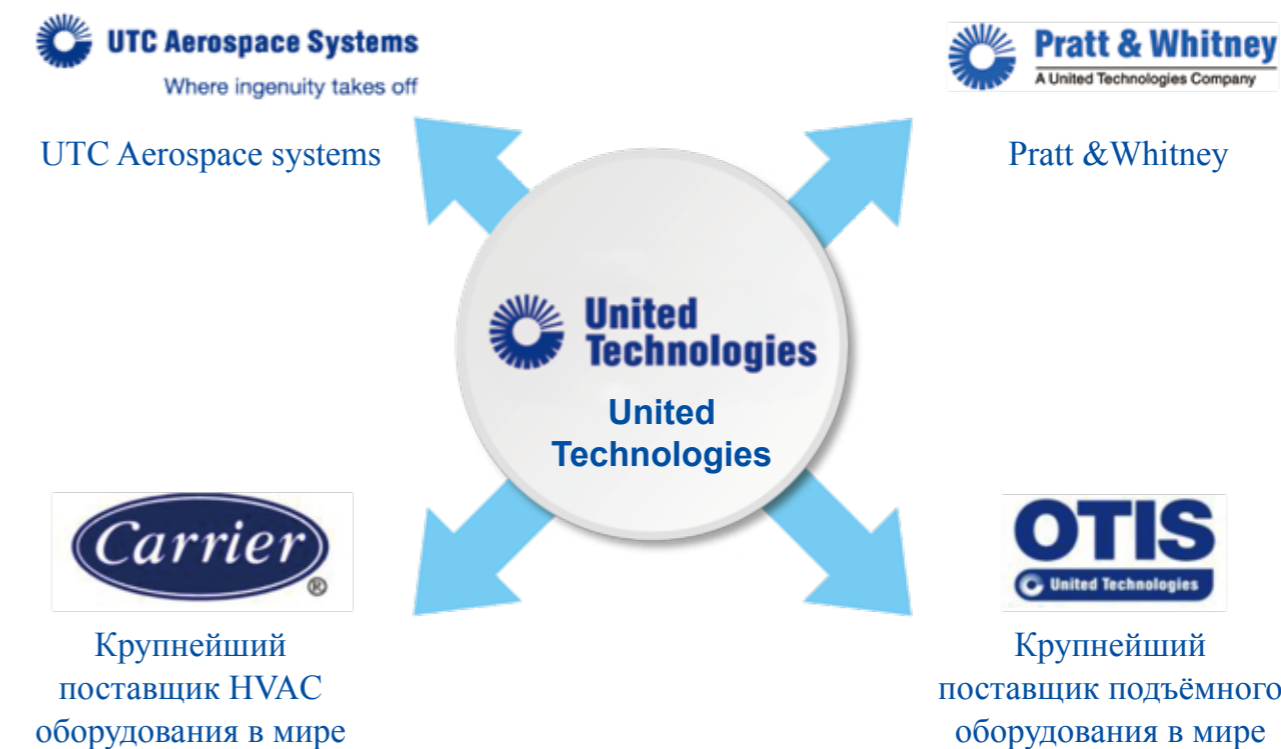 UTC Aerospace Systems
Where ingenuity takes off
UTC Aerospace systems
Pratt & Whitney
A United Technologies Company
Pratt &Whitney
United
Technologies
United
Technologies
Carrier
®
Крупнейший
поставщик HVAC
оборудования в мире
OTIS
United Technologies
Крупнейший
поставщик подъёмного
оборудования в мире